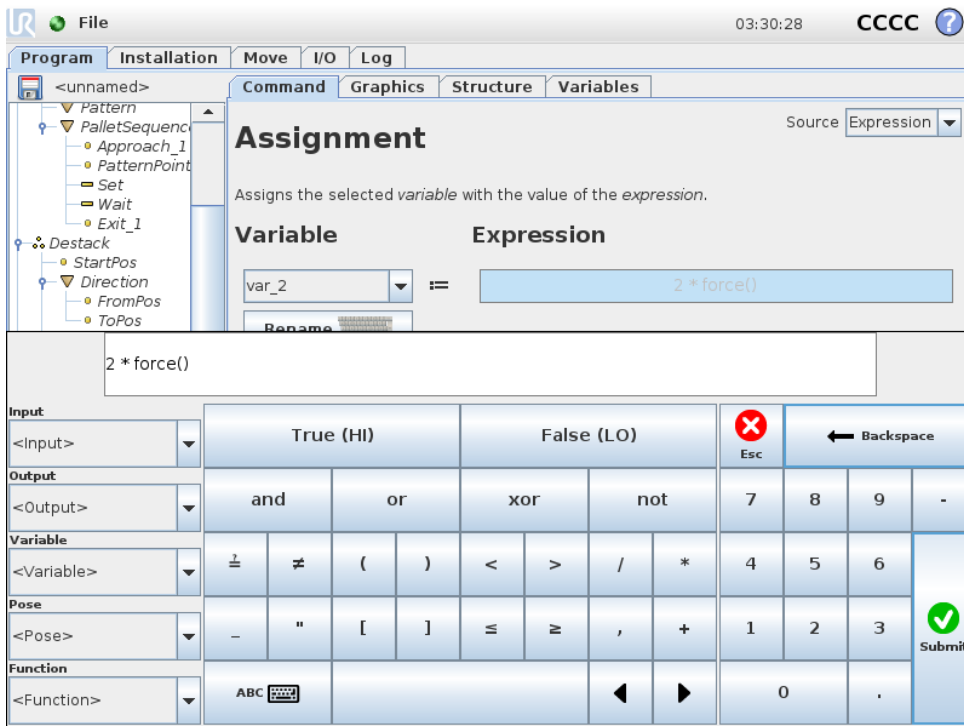 UR File 03:30:28 CCCC ?
Program Installation Move I/O Log
<unnamed> Command Graphics Structure Variables
Pattern
PalletSequenc
Approach_1
PatternPoint
Set
Wait
Exit_1
Destack
StartPos
Direction
FromPos
ToPos
Assignment
Source Expression
Assigns the selected variable with the value of the expression.
Variable Expression
var_2 := 2 * force()
Rename
2 * force()
Input
<Input> True (HI) False (LO) Esc Backspace
Output
<Output> and or xor not 7 8 9 -
Variable
<Variable> ≟ ≠ ( ) < > / * 4 5 6
Pose
<Pose> _ " [ ] ≤ ≥ , + 1 2 3 Submit
Function
<Function> ABC 0 .